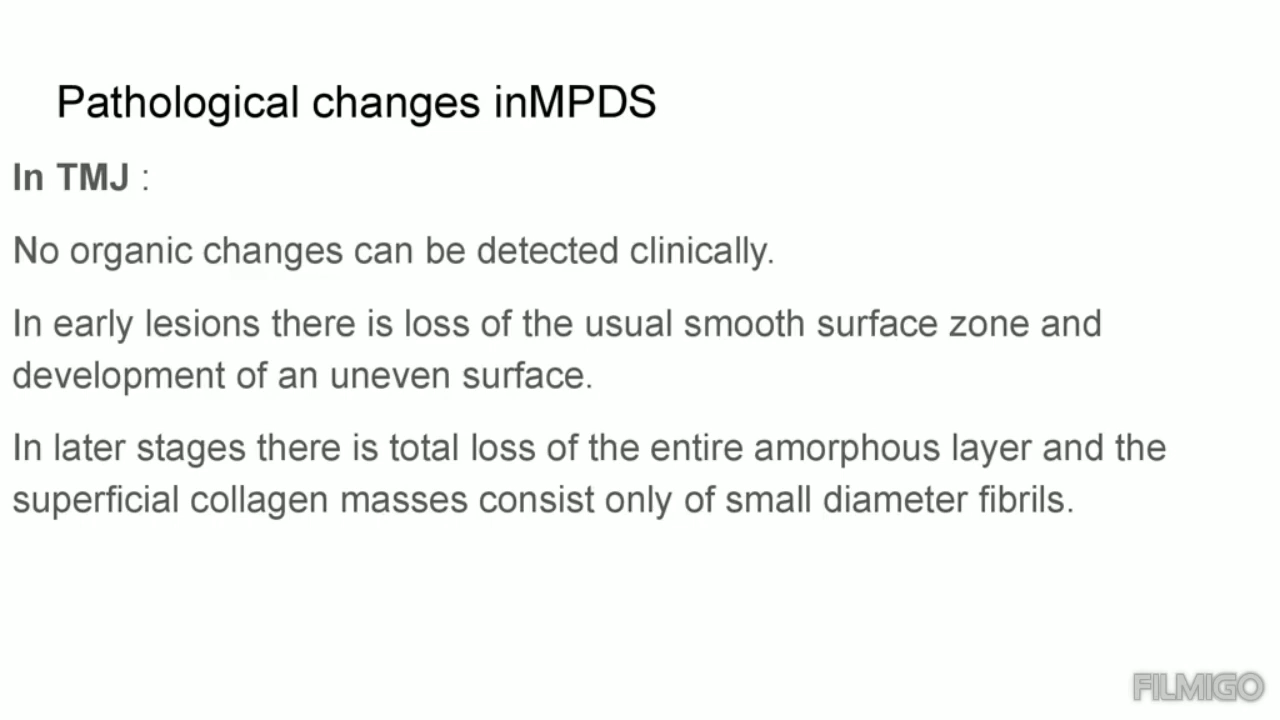 Pathological changes inMPDS
In TMJ :
No organic changes can be detected clinically.
In early lesions there is loss of the usual smooth surface zone and
development of an uneven surface.
In later stages there is total loss of the entire amorphous layer and the
superficial collagen masses consist only of small diameter fibrils.
FILMIGO